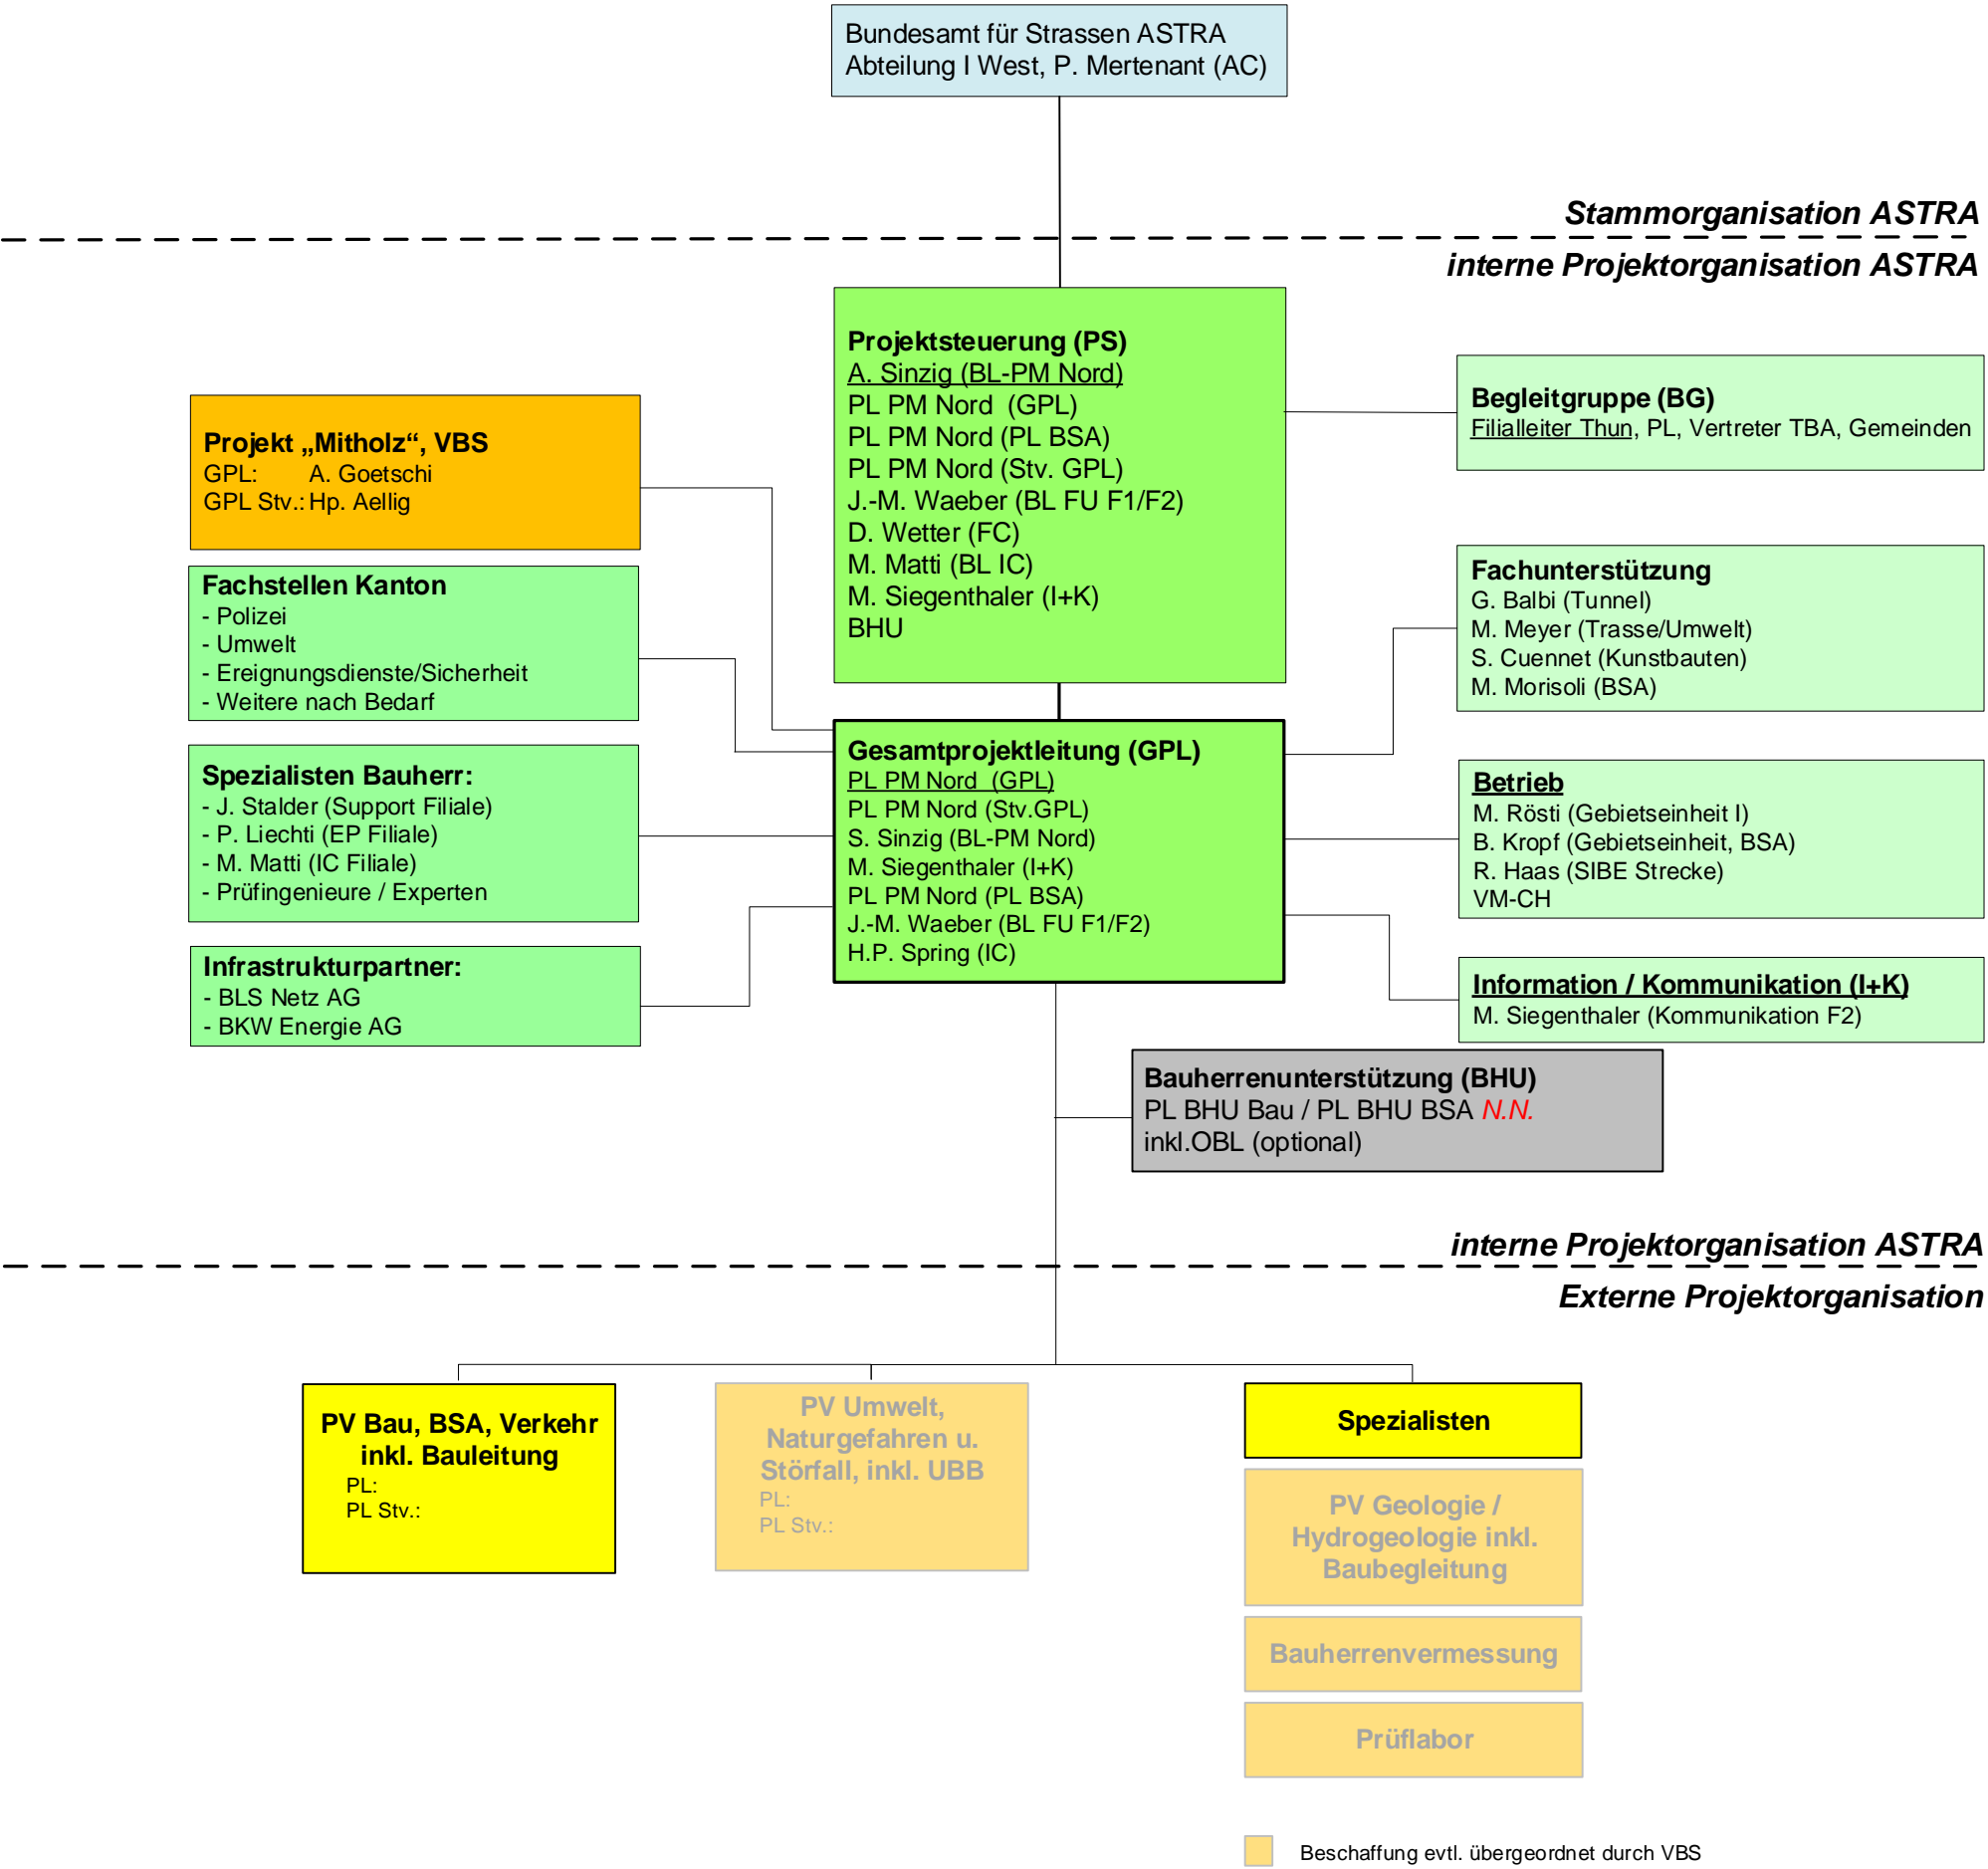 Bundesamt für Strassen ASTRA
Abteilung I West, P. Mertenant (AC)
Stammorganisation ASTRA
interne Projektorganisation ASTRA
Projektsteuerung (PS)
A. Sinzig (BL-PM Nord)
PL PM Nord (GPL)
PL PM Nord (PL BSA)
PL PM Nord (Stv. GPL)
J.-M. Waeber (BL FU F1/F2)
D. Wetter (FC)
M. Matti (BL IC)
M. Siegenthaler (I+K)
BHU
Begleitgruppe (BG)
Filialleiter Thun, PL, Vertreter TBA, Gemeinden
Projekt „Mitholz“, VBS
GPL: A. Goetschi
GPL Stv.: Hp. Aellig
Fachstellen Kanton
- Polizei
- Umwelt
- Ereignungsdienste/Sicherheit
- Weitere nach Bedarf
Fachunterstützung
G. Balbi (Tunnel)
M. Meyer (Trasse/Umwelt)
S. Cuennet (Kunstbauten)
M. Morisoli (BSA)
Gesamtprojektleitung (GPL)
PL PM Nord (GPL)
PL PM Nord (Stv.GPL)
S. Sinzig (BL-PM Nord)
M. Siegenthaler (I+K)
PL PM Nord (PL BSA)
J.-M. Waeber (BL FU F1/F2)
H.P. Spring (IC)
Spezialisten Bauherr:
- J. Stalder (Support Filiale)
- P. Liechti (EP Filiale)
- M. Matti (IC Filiale)
- Prüfingenieure / Experten
Betrieb
M. Rösti (Gebietseinheit I)
B. Kropf (Gebietseinheit, BSA)
R. Haas (SIBE Strecke)
VM-CH
Infrastrukturpartner:
- BLS Netz AG
- BKW Energie AG
Information / Kommunikation (I+K)
M. Siegenthaler (Kommunikation F2)
Bauherrenunterstützung (BHU)
PL BHU Bau / PL BHU BSA N.N.
inkl.OBL (optional)
interne Projektorganisation ASTRA
Externe Projektorganisation
PV Bau, BSA, Verkehr
inkl. Bauleitung
PL:
PL Stv.:
PV Umwelt,
Naturgefahren u.
Störfall, inkl. UBB
PL:
PL Stv.:
Spezialisten
PV Geologie /
Hydrogeologie inkl.
Baubegleitung
Bauherrenvermessung
Prüflabor
Beschaffung evtl. übergeordnet durch VBS